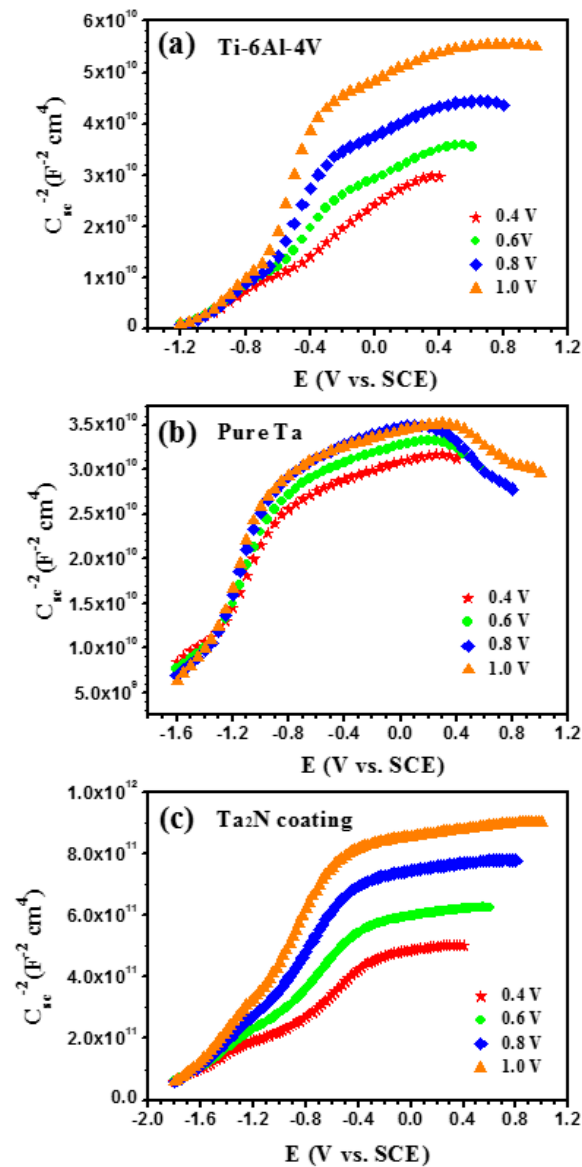 (a) Ti-6Al-4V
6x10^10
5x10^10
4x10^10
3x10^10
2x10^10
1x10^10
0
C_sc^-2 (F^-2 cm^4)
0.4 V
0.6V
0.8 V
1.0 V
-1.2 -0.8 -0.4 0.0 0.4 0.8 1.2
E (V vs. SCE)
(b) Pure Ta
3.5x10^10
3.0x10^10
2.5x10^10
2.0x10^10
1.5x10^10
1.0x10^10
5.0x10^9
C_sc^-2 (F^-2 cm^4)
0.4 V
0.6 V
0.8 V
1.0 V
-1.6 -1.2 -0.8 -0.4 0.0 0.4 0.8 1.2
E (V vs. SCE)
(c) Ta2N coating
1.0x10^12
8.0x10^11
6.0x10^11
4.0x10^11
2.0x10^11
0.0
C_sc^-2 (F^-2 cm^4)
0.4 V
0.6 V
0.8 V
1.0 V
-2.0 -1.6 -1.2 -0.8 -0.4 0.0 0.4 0.8 1.2
E (V vs. SCE)